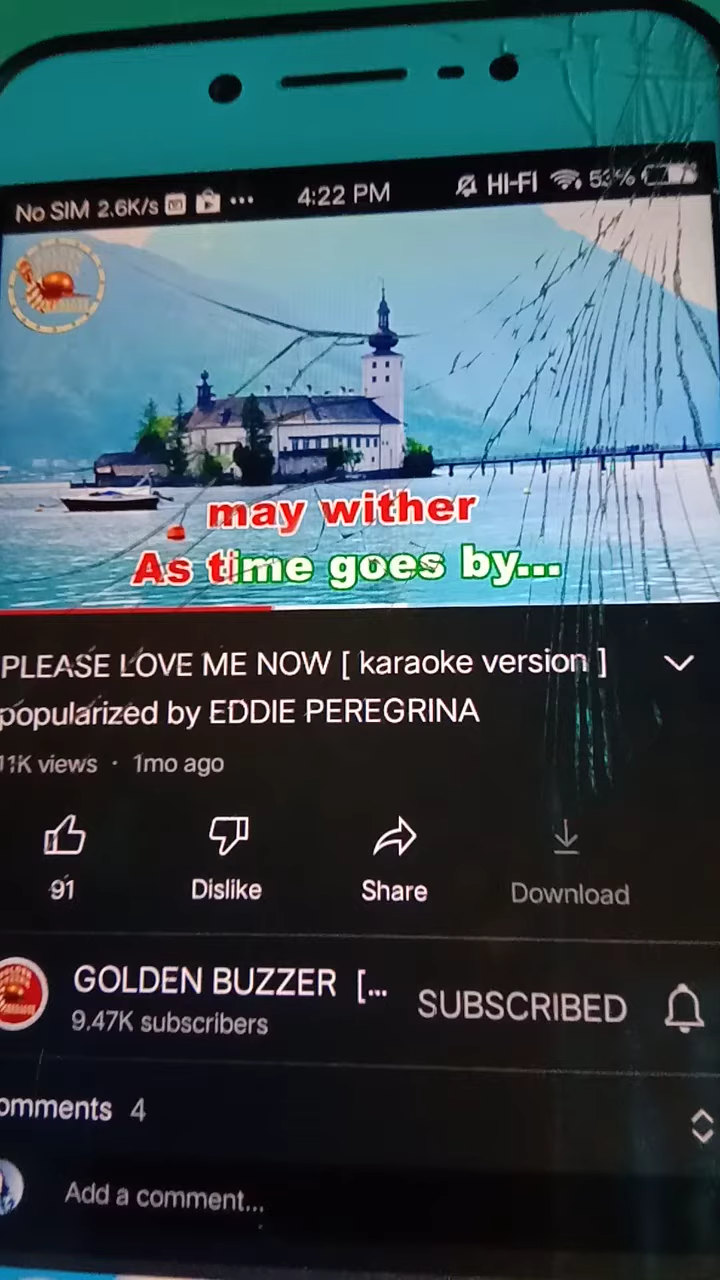 No SIM 2.6K/s 4:22 PM HI-FI 53%
may wither
As time goes by...
PLEASE LOVE ME NOW [ karaoke version ]
popularized by EDDIE PEREGRINA
11K views · 1mo ago
91 Dislike Share Download
GOLDEN BUZZER [... SUBSCRIBED
9.47K subscribers
omments 4
Add a comment...